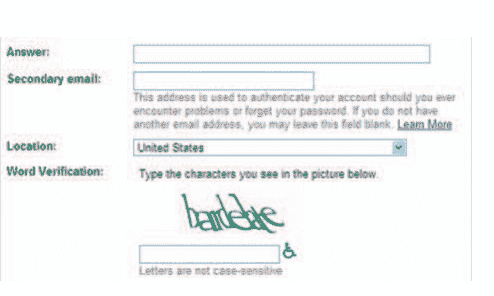 Answer:
Secondary email:
This address is used to authenticate your account should you ever
encounter problems or forget your password. If you do not have
another email address, you may leave this field blank. Learn More
Location:
United States
Word Verification:
Type the characters you see in the picture below.
Letters are not case-sensitive